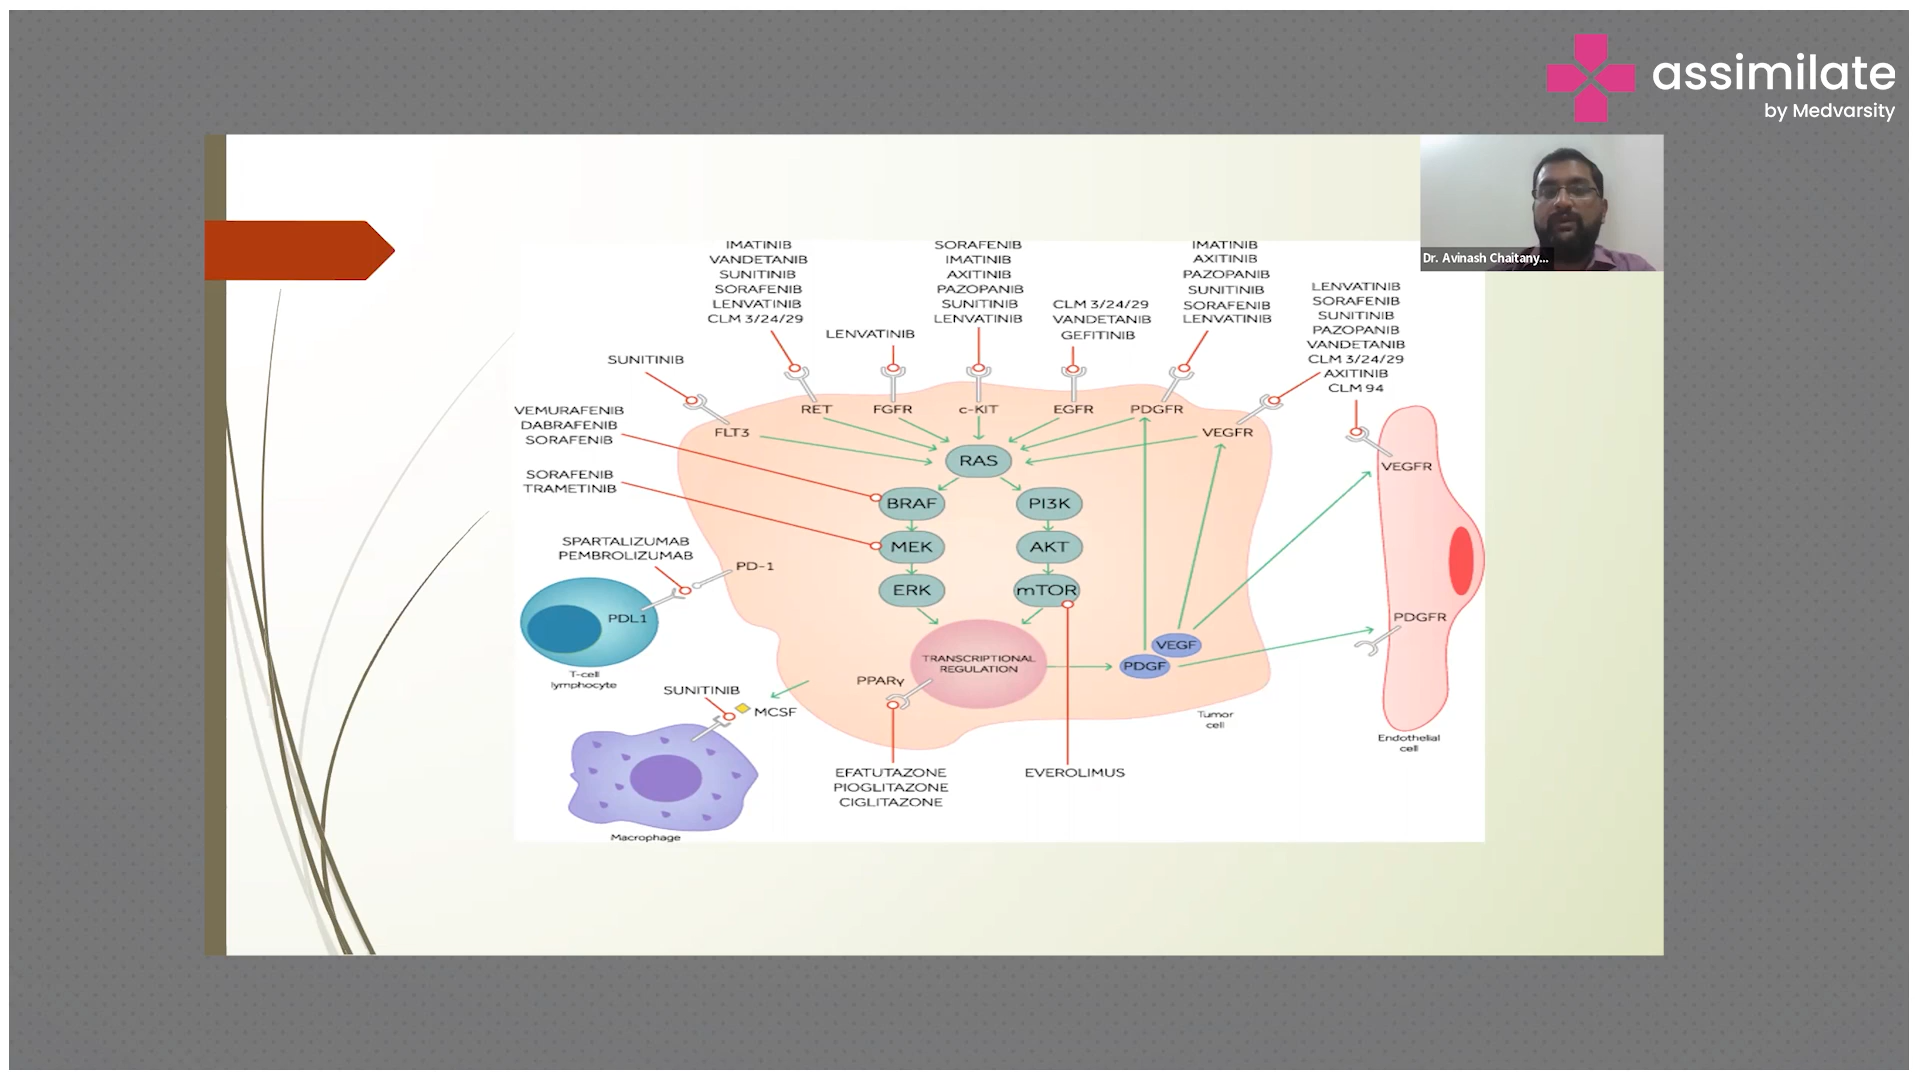 assimilate
by Medvarsity
Dr. Avinash Chaitany...
IMATINIB
VANDETANIB
SUNITINIB
SORAFENIB
LENVATINIB
CLM 3/24/29
LENVATINIB
SORAFENIB
IMATINIB
AXITINIB
PAZOPANIB
SUNITINIB
LENVATINIB
CLM 3/24/29
VANDETANIB
GEFITINIB
IMATINIB
AXITINIB
PAZOPANIB
SUNITINIB
SORAFENIB
LENVATINIB
LENVATINIB
SORAFENIB
SUNITINIB
PAZOPANIB
VANDETANIB
CLM 3/24/29
AXITINIB
CLM 94
SUNITINIB
VEMURAFENIB
DABRAFENIB
SORAFENIB
SORAFENIB
TRAMETINIB
FLT3
RET
FGFR
c-KIT
EGFR
PDGFR
VEGFR
VEGFR
RAS
BRAF
PI3K
MEK
AKT
ERK
mTOR
SPARTALIZUMAB
PEMBROLIZUMAB
PD-1
PDL1
T-cell
lymphocyte
PDGFR
VEGF
PDGF
TRANSCRIPTIONAL
REGULATION
PPARγ
SUNITINIB
MCSF
Tumor
cell
Endothelial
cell
EFATUTAZONE
PIOGLITAZONE
CIGLITAZONE
EVEROLIMUS
Macrophage